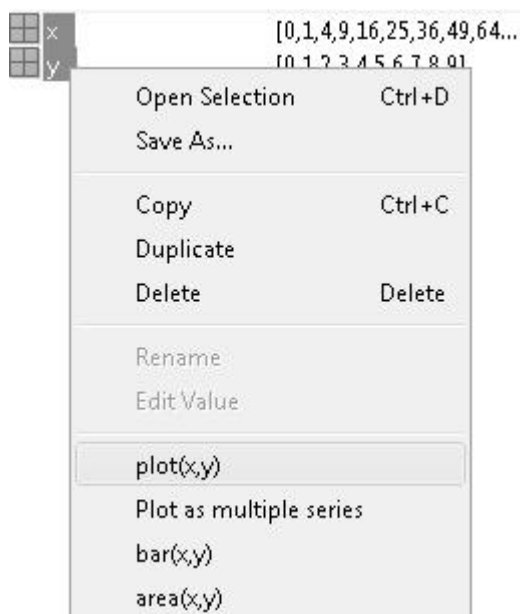 x [0,1,4,9,16,25,36,49,64...
y [0,1,2,3,4,5,6,7,8,9]
Open Selection Ctrl+D
Save As...
Copy Ctrl+C
Duplicate
Delete Delete
Rename
Edit Value
plot(x,y)
Plot as multiple series
bar(x,y)
area(x,y)